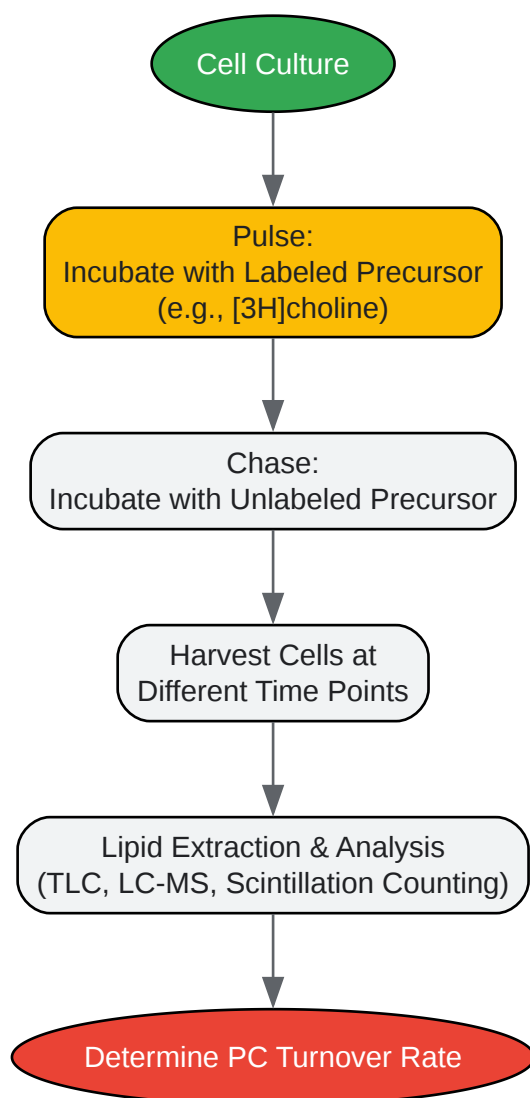 Cell Culture
Pulse:
Incubate with Labeled Precursor
(e.g., [3H]choline)
Chase:
Incubate with Unlabeled Precursor
Harvest Cells at
Different Time Points
Lipid Extraction & Analysis
(TLC, LC-MS, Scintillation Counting)
Determine PC Turnover Rate